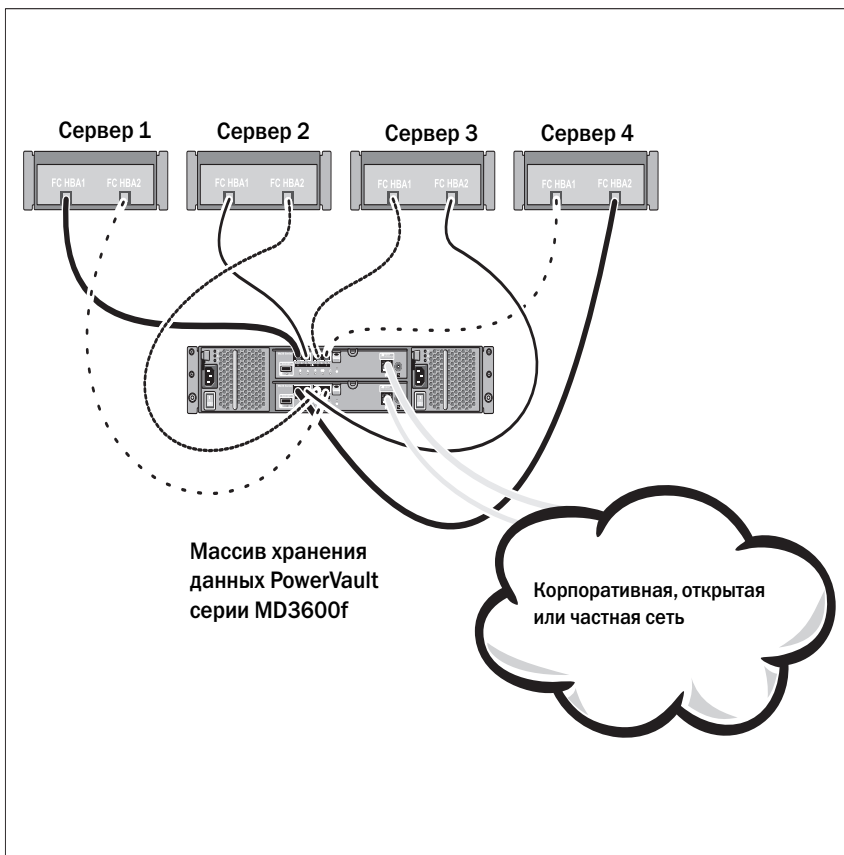 Сервер 1
Сервер 2
Сервер 3
Сервер 4
FC HBA1
FC HBA2
FC HBA1
FC HBA2
FC HBA1
FC HBA2
FC HBA1
FC HBA2
Массив хранения
данных PowerVault
серии MD3600f
Корпоративная, открытая
или частная сеть